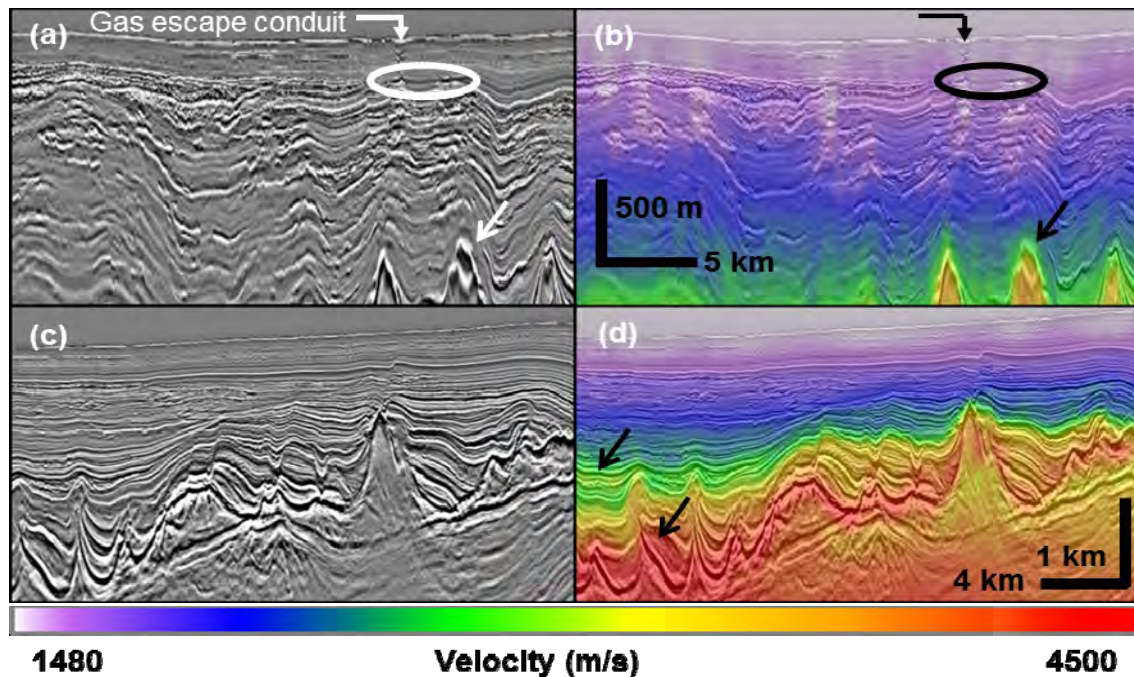 (a)
Gas escape conduit
(b)
500 m
5 km
(c)
(d)
1 km
4 km
1480
Velocity (m/s)
4500